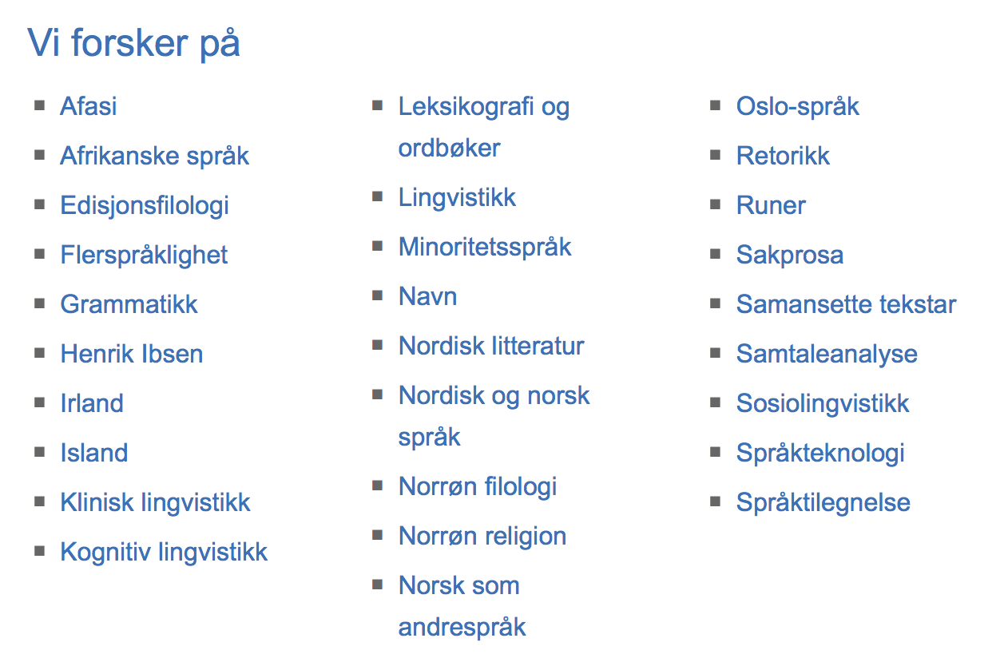 Vi forsker på
Afasi
Afrikanske språk
Edisjonsfilologi
Flerspråklighet
Grammatikk
Henrik Ibsen
Irland
Island
Klinisk lingvistikk
Kognitiv lingvistikk
Leksikografi og
ordbøker
Lingvistikk
Minoritetsspråk
Navn
Nordisk litteratur
Nordisk og norsk
språk
Norrøn filologi
Norrøn religion
Norsk som
andrespråk
Oslo-språk
Retorikk
Runer
Sakprosa
Samansette tekstar
Samtaleanalyse
Sosiolingvistikk
Språkteknologi
Språktilegnelse